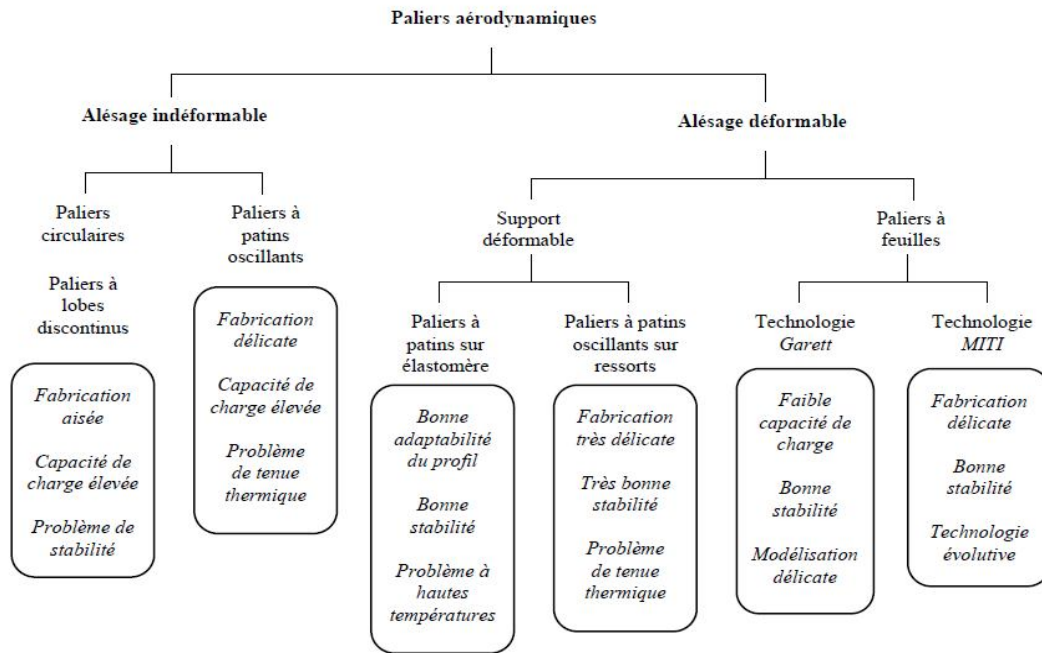 Paliers aérodynamiques
Alésage indéformable
Alésage déformable
Paliers
circulaires
Paliers à
lobes
discontinus
Fabrication
aisée
Capacité de
charge élevée
Problème de
stabilité
Paliers à
patins
oscillants
Fabrication
délicate
Capacité de
charge élevée
Problème
de tenue
thermique
Support
déformable
Paliers à
feuilles
Paliers à
patins sur
élastomère
Bonne
adaptabilité
du profil
Bonne
stabilité
Problème à
hautes
températures
Paliers à patins
oscillants sur
ressorts
Fabrication
très délicate
Très bonne
stabilité
Problème
de tenue
thermique
Technologie
Garett
Faible
capacité de
charge
Bonne
stabilité
Modélisation
délicate
Technologie
MITI
Fabrication
délicate
Bonne
stabilité
Technologie
évolutive